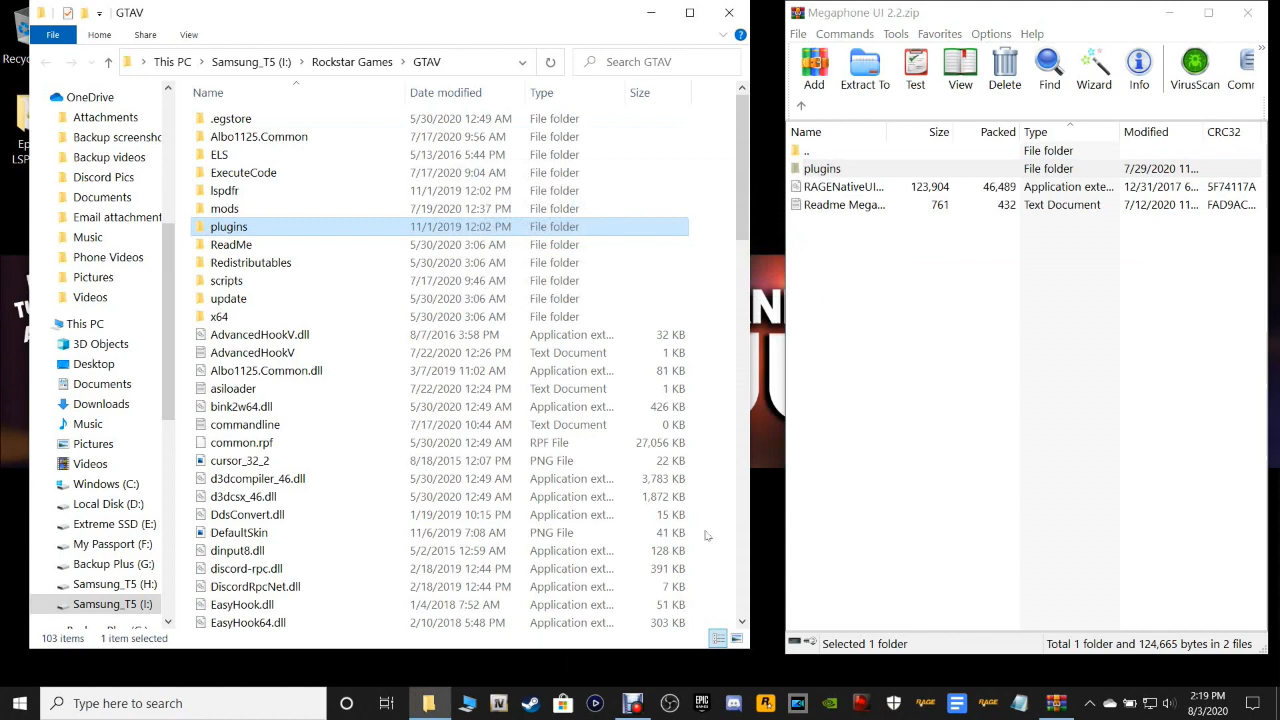 GTAV
File
Home
Share
View
This PC > Samsung_T5 (I:) > Rockstar Games > GTAV
Search GTAV
OneDrive
Attachments
Backup screensho
Backup videos
Discord Pics
Documents
Email attachment
Music
Phone Videos
Pictures
Videos
This PC
3D Objects
Desktop
Documents
Downloads
Music
Pictures
Videos
Windows (C:)
Local Disk (D:)
Extreme SSD (E:)
My Passport (F:)
Backup Plus (G:)
Samsung_T5 (H:)
Samsung_T5 (I:)
Name Date modified Type Size
.egstore 5/30/2020 12:49 AM File folder
Albo1125.Common 7/17/2020 9:56 AM File folder
ELS 5/13/2016 5:44 PM File folder
ExecuteCode 7/17/2020 9:04 AM File folder
lspdfr 11/1/2019 12:02 PM File folder
mods 7/19/2020 12:37 PM File folder
plugins 11/1/2019 12:02 PM File folder
ReadMe 5/30/2020 3:06 AM File folder
Redistributables 5/30/2020 3:06 AM File folder
scripts 7/17/2020 9:46 AM File folder
update 5/30/2020 3:06 AM File folder
x64 5/30/2020 3:06 AM File folder
AdvancedHookV.dll 8/7/2016 3:58 PM Application ext... 32 KB
AdvancedHookV 7/22/2020 12:26 PM Text Document 1 KB
Albo1125.Common.dll 3/7/2019 11:02 AM Application ext... 81 KB
asiloader 7/22/2020 12:24 PM Text Document 1 KB
bink2w64.dll 5/30/2020 12:49 AM Application ext... 426 KB
commandline 7/17/2020 10:44 AM Text Document 0 KB
common.rpf 5/30/2020 12:49 AM RPF File 27,056 KB
cursor_32_2 8/18/2015 12:07 PM PNG File 22 KB
d3dcompiler_46.dll 5/30/2020 12:49 AM Application ext... 3,783 KB
d3dcsx_46.dll 5/30/2020 12:49 AM Application ext... 1,872 KB
DdsConvert.dll 1/19/2019 10:15 PM Application ext... 15 KB
DefaultSkin 11/6/2019 7:08 AM PNG File 41 KB
dinput8.dll 5/2/2015 12:59 AM Application ext... 128 KB
discord-rpc.dll 2/18/2019 12:44 PM Application ext... 391 KB
DiscordRpcNet.dll 2/18/2019 12:44 PM Application ext... 7 KB
EasyHook.dll 1/4/2018 7:52 AM Application ext... 51 KB
EasyHook64.dll 2/10/2018 5:48 PM Application ext... 303 KB
103 items 1 item selected
Megaphone UI 2.2.zip
File Commands Tools Favorites Options Help
Add Extract To Test View Delete Find Wizard Info VirusScan Comm
Name Size Packed Type Modified CRC32
.. File folder
plugins File folder 7/29/2020 11...
RAGENativeUI... 123,904 46,489 Application exte... 12/31/2017 6... 5F74117A
Readme Mega... 761 432 Text Document 7/12/2020 11... FAD9AC...
Selected 1 folder
Total 1 folder and 124,665 bytes in 2 files
Recyc
Ep
LSP
Type here to search
EPIC GAMES
RAGE
RAGE
2:19 PM
8/3/2020